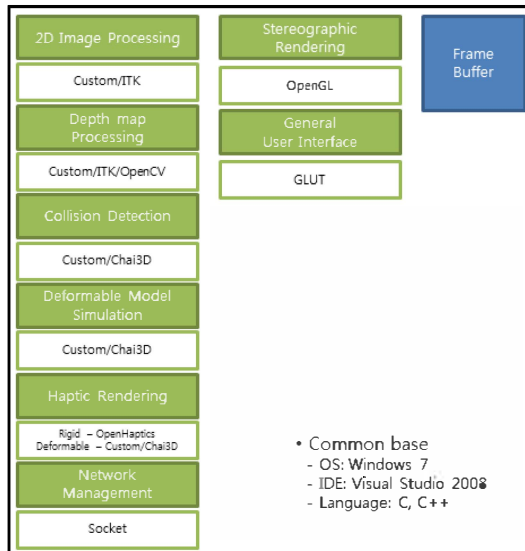 2D Image Processing
Custom/ITK
Depth map
Processing
Custom/ITK/OpenCV
Collision Detection
Custom/Chai3D
Deformable Model
Simulation
Custom/Chai3D
Haptic Rendering
Rigid – OpenHaptics
Deformable – Custom/Chai3D
Network
Management
Socket
Stereographic
Rendering
OpenGL
General
User Interface
GLUT
Frame
Buffer
• Common base
- OS: Windows 7
- IDE: Visual Studio 2008
- Language: C, C++